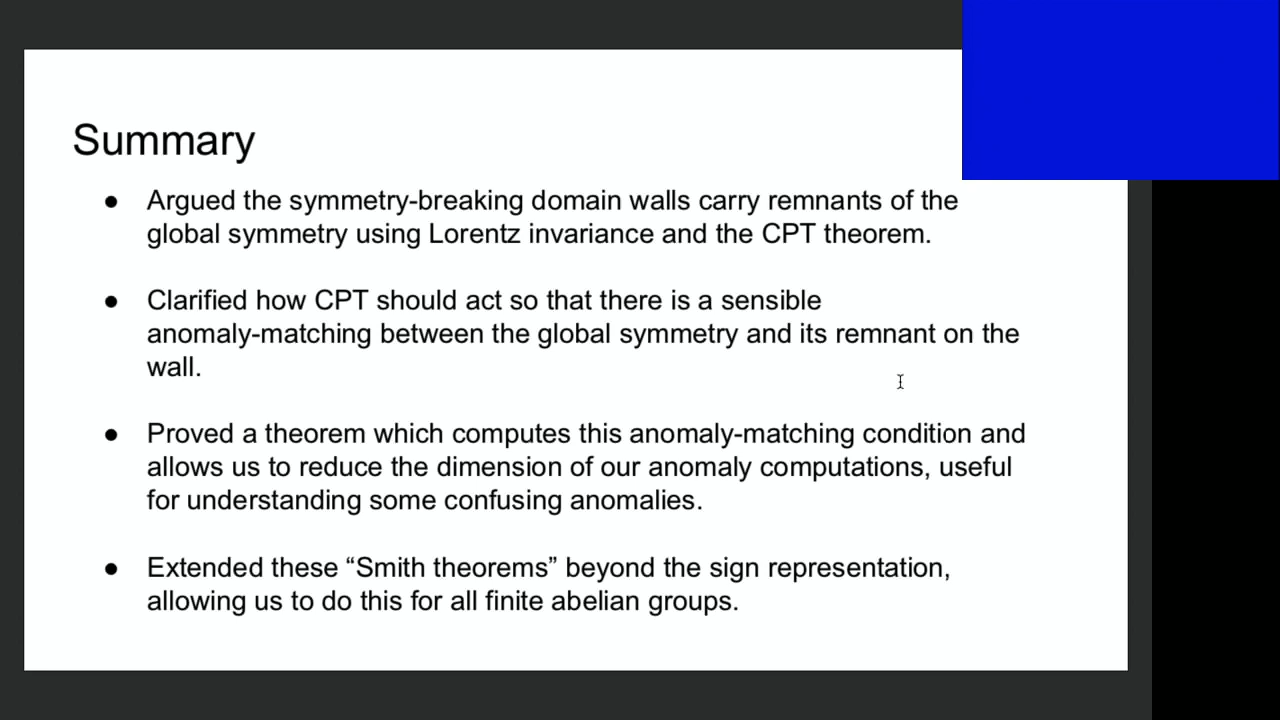 Summary
● Argued the symmetry-breaking domain walls carry remnants of the
global symmetry using Lorentz invariance and the CPT theorem.
● Clarified how CPT should act so that there is a sensible
anomaly-matching between the global symmetry and its remnant on the
wall.
● Proved a theorem which computes this anomaly-matching condition and
allows us to reduce the dimension of our anomaly computations, useful
for understanding some confusing anomalies.
● Extended these “Smith theorems” beyond the sign representation,
allowing us to do this for all finite abelian groups.